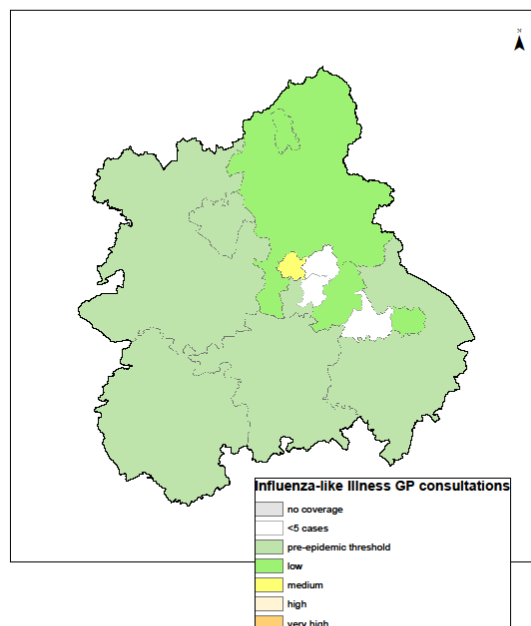 N
Influenza-like Illness GP consultations
no coverage
<5 cases
pre-epidemic threshold
low
medium
high
very high